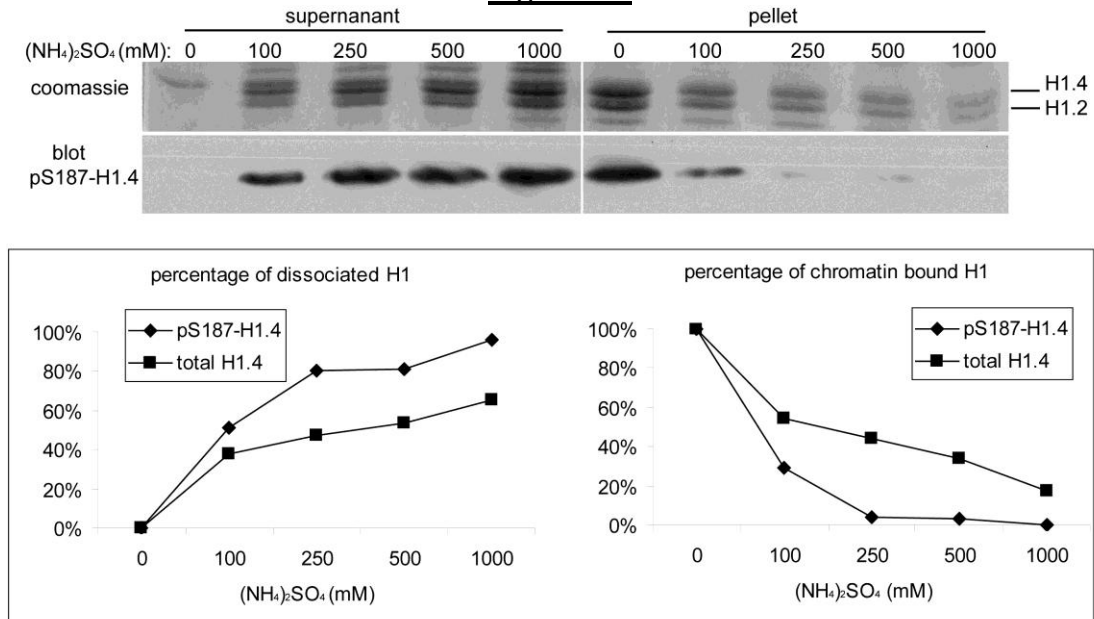 supernanant
pellet
(NH₄)₂SO₄ (mM): 0 100 250 500 1000 0 100 250 500 1000
coomassie
H1.4
H1.2
blot
pS187-H1.4
percentage of dissociated H1
pS187-H1.4
total H1.4
100%
80%
60%
40%
20%
0%
0 100 250 500 1000
(NH₄)₂SO₄ (mM)
percentage of chromatin bound H1
pS187-H1.4
total H1.4
100%
80%
60%
40%
20%
0%
0 100 250 500 1000
(NH₄)₂SO₄ (mM)